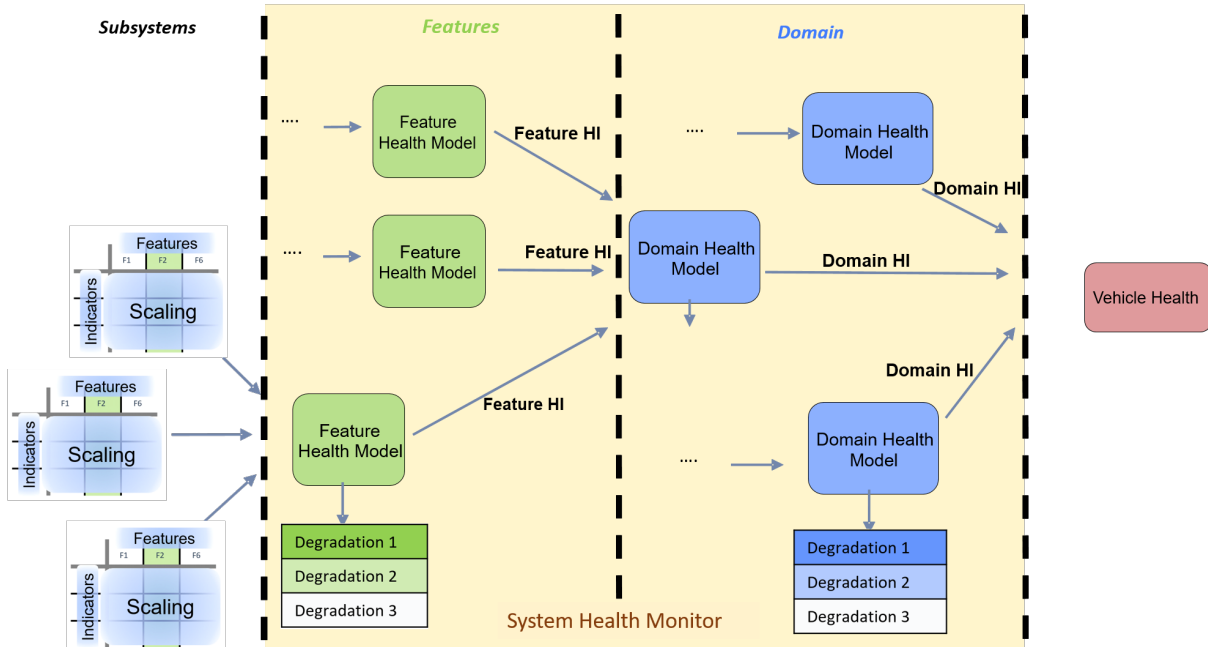 Subsystems
Features
Domain
....
Feature
Health Model
Feature HI
....
Domain Health
Model
Domain HI
....
Feature
Health Model
Feature HI
Domain Health
Model
Domain HI
Vehicle Health
Features
F1 F2 F6
Indicators
Scaling
Features
F1 F2 F6
Indicators
Scaling
Features
F1 F2 F6
Indicators
Scaling
Feature
Health Model
Feature HI
....
Domain Health
Model
Domain HI
Degradation 1
Degradation 2
Degradation 3
Degradation 1
Degradation 2
Degradation 3
System Health Monitor